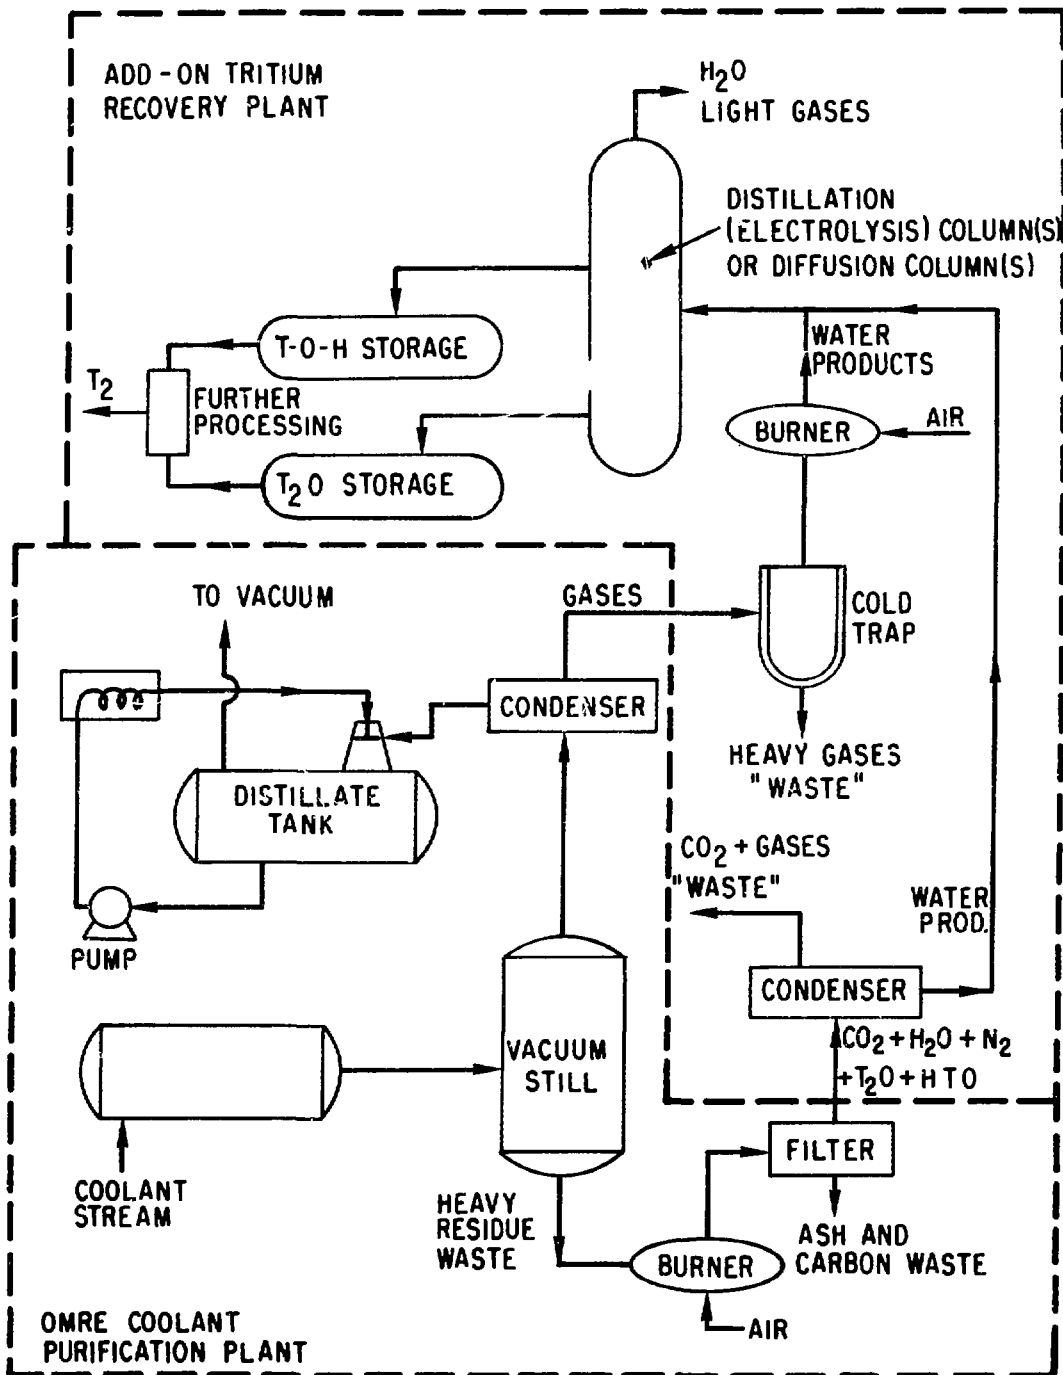 ADD-ON TRITIUM
RECOVERY PLANT
H2O
LIGHT GASES
DISTILLATION
(ELECTROLYSIS) COLUMN(S)
OR DIFFUSION COLUMN(S)
T-O-H STORAGE
WATER
PRODUCTS
T2
FURTHER
PROCESSING
BURNER
AIR
T2O STORAGE
TO VACUUM
GASES
COLD
TRAP
CONDENSER
HEAVY GASES
"WASTE"
DISTILLATE
TANK
CO2 + GASES
"WASTE"
WATER
PROD.
PUMP
CONDENSER
CO2 + H2O + N2
+ T2O + HTO
VACUUM
STILL
FILTER
COOLANT
STREAM
HEAVY
RESIDUE
WASTE
ASH AND
CARBON WASTE
BURNER
AIR
OMRE COOLANT
PURIFICATION PLANT